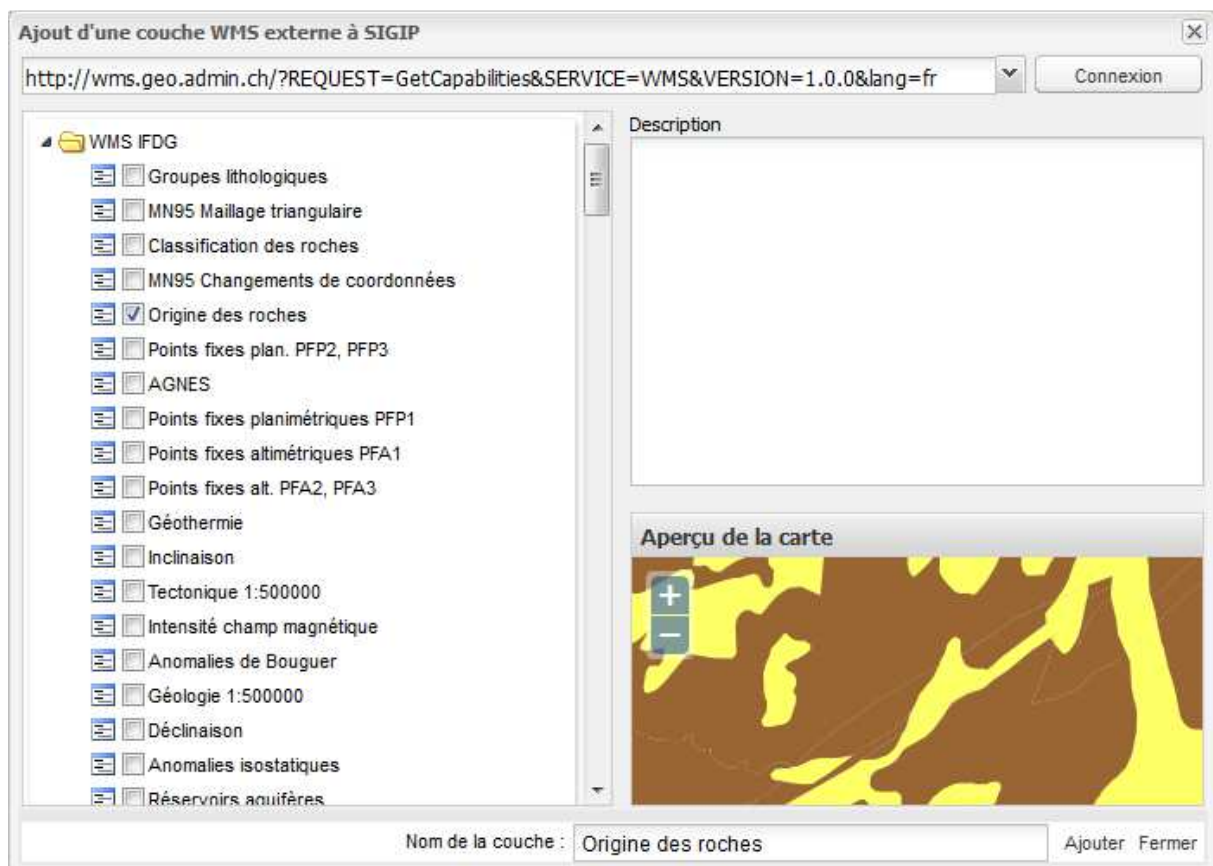 Ajout d'une couche WMS externe à SIGIP
http://wms.geo.admin.ch/?REQUEST=GetCapabilities&SERVICE=WMS&VERSION=1.0.0&lang=fr
Connexion
WMS IFDG
Groupes lithologiques
MN95 Maillage triangulaire
Classification des roches
MN95 Changements de coordonnées
Origine des roches
Points fixes plan. PFP2, PFP3
AGNES
Points fixes planimétriques PFP1
Points fixes altimétriques PFA1
Points fixes alt. PFA2, PFA3
Géothermie
Inclinaison
Tectonique 1:500000
Intensité champ magnétique
Anomalies de Bouguer
Géologie 1:500000
Déclinaison
Anomalies isostatiques
Réservoirs aquifères
Description
Aperçu de la carte
+
−
Nom de la couche : Origine des roches
Ajouter Fermer